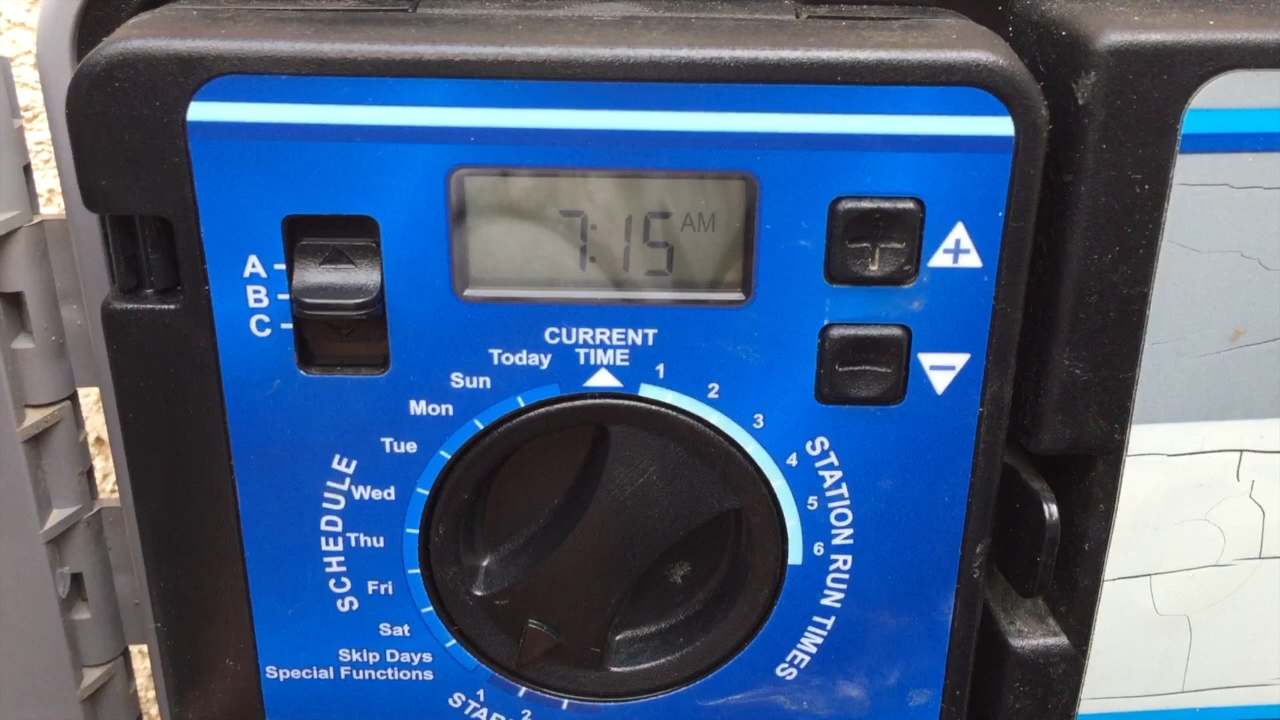 7:15 AM
A
B
C
CURRENT
TIME
Today
Sun
Mon
Tue
Wed
Thu
Fri
Sat
Skip Days
Special Functions
SCHEDULE
1
2
3
4
5
6
STATION RUN TIMES
1
2